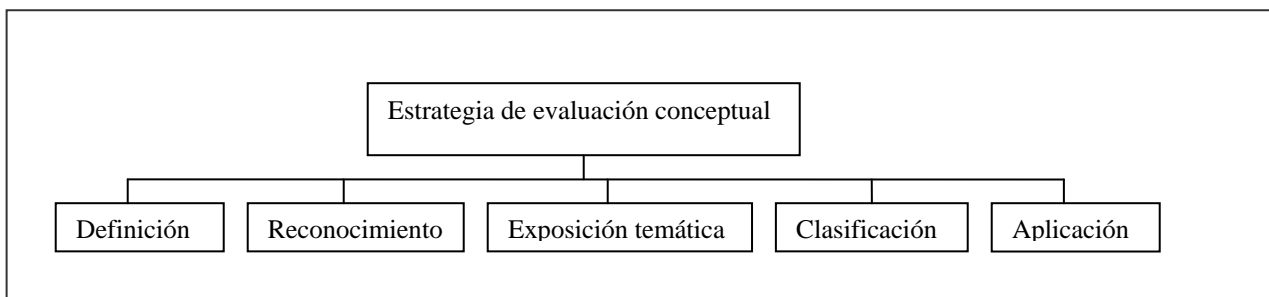 Estrategia de evaluación conceptual
Definición
Reconocimiento
Exposición temática
Clasificación
Aplicación